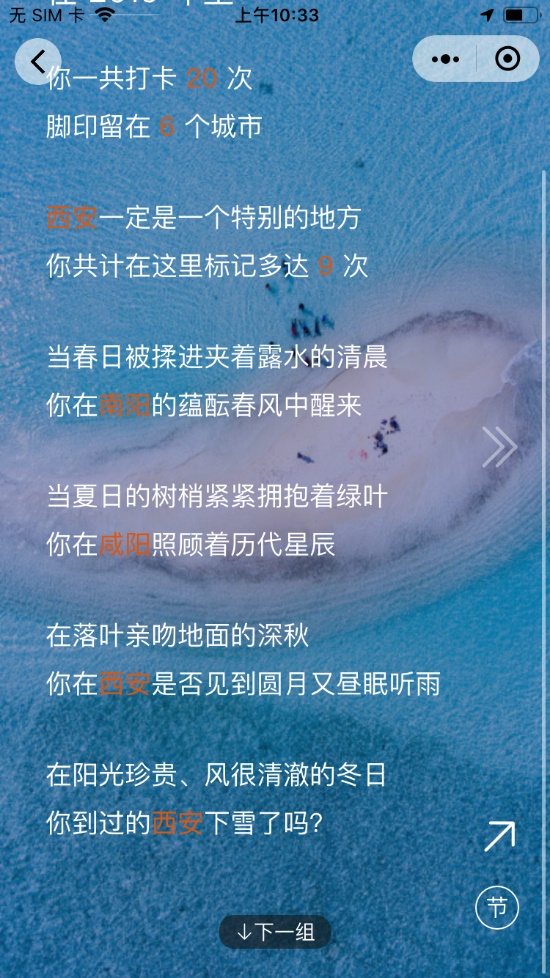 无 SIM 卡
上午10:33
你一共打卡 20 次
脚印留在 6 个城市
西安一定是一个特别的地方
你共计在这里标记多达 9 次
当春日被揉进夹着露水的清晨
你在南阳的蕴酝春风中醒来
当夏日的树梢紧紧拥抱着绿叶
你在咸阳照顾着历代星辰
在落叶亲吻地面的深秋
你在西安是否见到圆月又昼眠听雨
在阳光珍贵、风很清澈的冬日
你到过的西安下雪了吗?
节
↓下一组